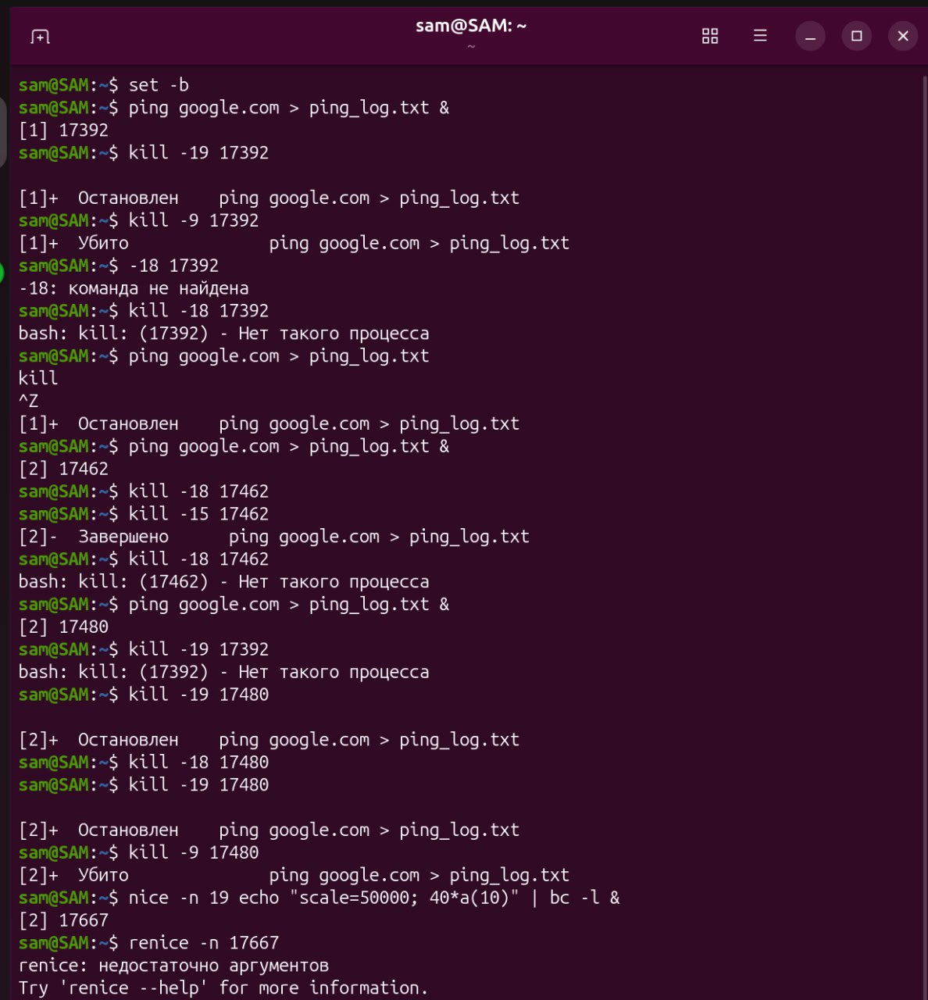 sam@SAM: ~
~
sam@SAM:~$ set -b
sam@SAM:~$ ping google.com > ping_log.txt &
[1] 17392
sam@SAM:~$ kill -19 17392
[1]+  Остановлен    ping google.com > ping_log.txt
sam@SAM:~$ kill -9 17392
[1]+  Убито              ping google.com > ping_log.txt
sam@SAM:~$ -18 17392
-18: команда не найдена
sam@SAM:~$ kill -18 17392
bash: kill: (17392) - Нет такого процесса
sam@SAM:~$ ping google.com > ping_log.txt
kill
^Z
[1]+  Остановлен    ping google.com > ping_log.txt
sam@SAM:~$ ping google.com > ping_log.txt &
[2] 17462
sam@SAM:~$ kill -18 17462
sam@SAM:~$ kill -15 17462
[2]-  Завершено      ping google.com > ping_log.txt
sam@SAM:~$ kill -18 17462
bash: kill: (17462) - Нет такого процесса
sam@SAM:~$ ping google.com > ping_log.txt &
[2] 17480
sam@SAM:~$ kill -19 17392
bash: kill: (17392) - Нет такого процесса
sam@SAM:~$ kill -19 17480
[2]+  Остановлен    ping google.com > ping_log.txt
sam@SAM:~$ kill -18 17480
sam@SAM:~$ kill -19 17480
[2]+  Остановлен    ping google.com > ping_log.txt
sam@SAM:~$ kill -9 17480
[2]+  Убито              ping google.com > ping_log.txt
sam@SAM:~$ nice -n 19 echo "scale=50000; 40*a(10)" | bc -l &
[2] 17667
sam@SAM:~$ renice -n 17667
renice: недостаточно аргументов
Try 'renice --help' for more information.